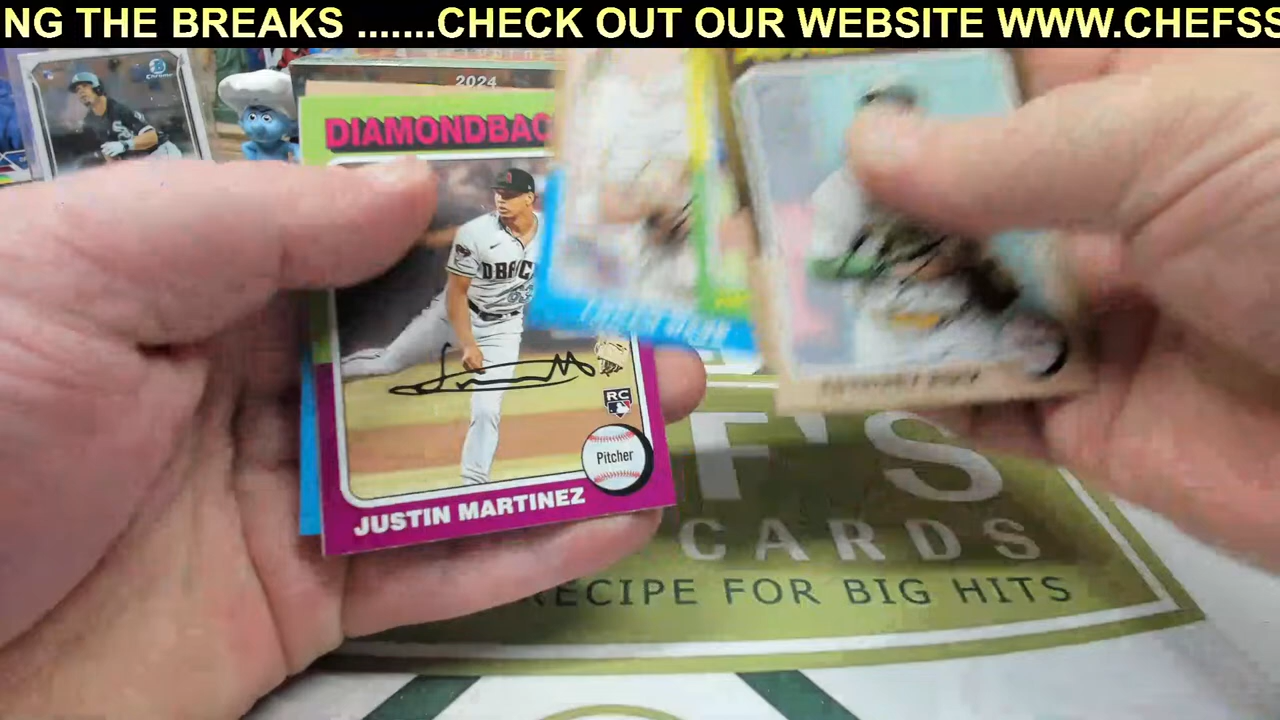 NG THE BREAKS .......CHECK OUT OUR WEBSITE WWW.CHEFSS
2024
DIAMONDBAC
DBAC
RC
Pitcher
JUSTIN MARTINEZ
F'S
CARDS
RECIPE FOR BIG HITS